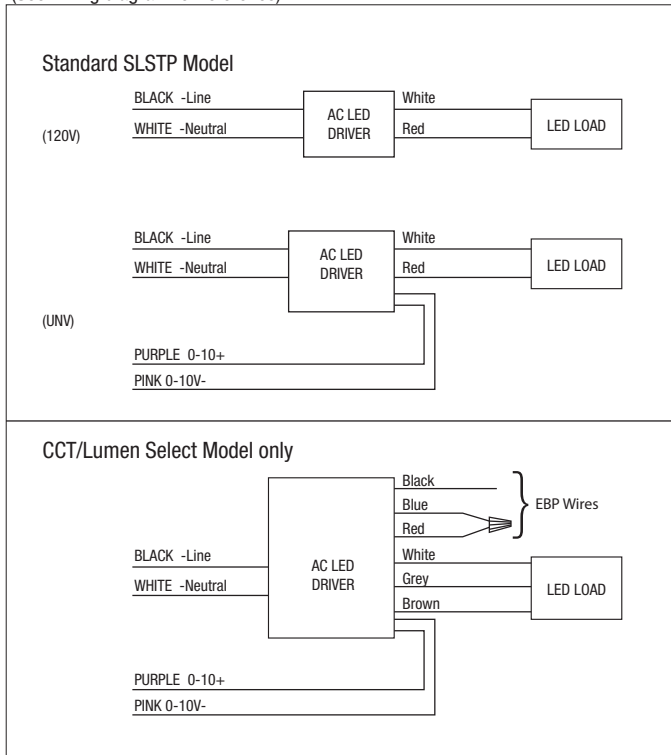 Standard SLSTP Model
BLACK -Line
WHITE -Neutral
(120V)
AC LED
DRIVER
White
Red
LED LOAD
BLACK -Line
WHITE -Neutral
(UNV)
AC LED
DRIVER
White
Red
LED LOAD
PURPLE 0-10+
PINK 0-10V-
CCT/Lumen Select Model only
Black
Blue
Red
EBP Wires
BLACK -Line
WHITE -Neutral
AC LED
DRIVER
White
Grey
Brown
LED LOAD
PURPLE 0-10+
PINK 0-10V-